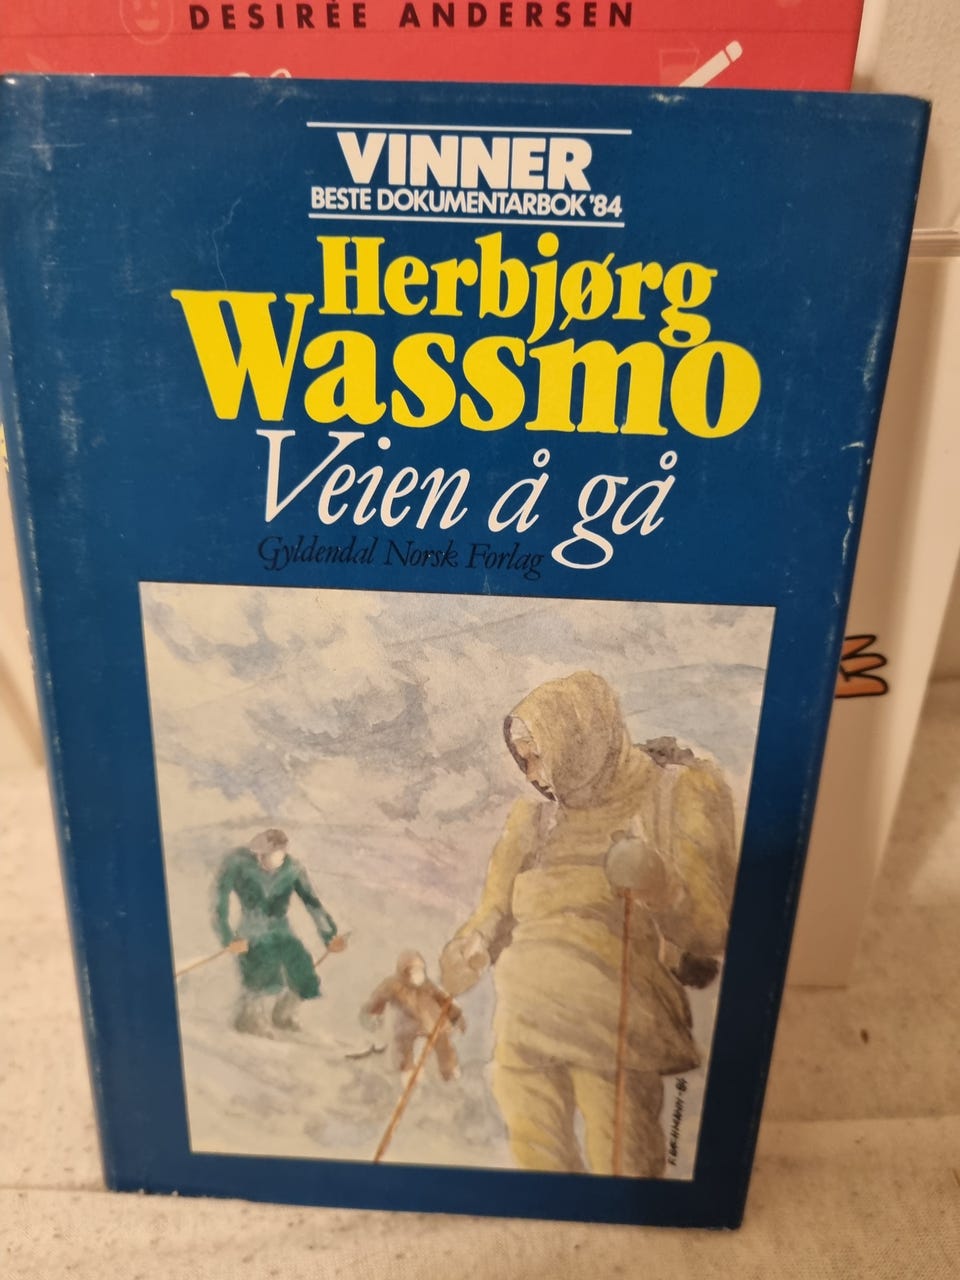 DESIRÉE ANDERSEN
VINNER
BESTE DOKUMENTARBOK '84
Herbjørg
Wassmo
Veien å gå
Gyldendal Norsk Forlag